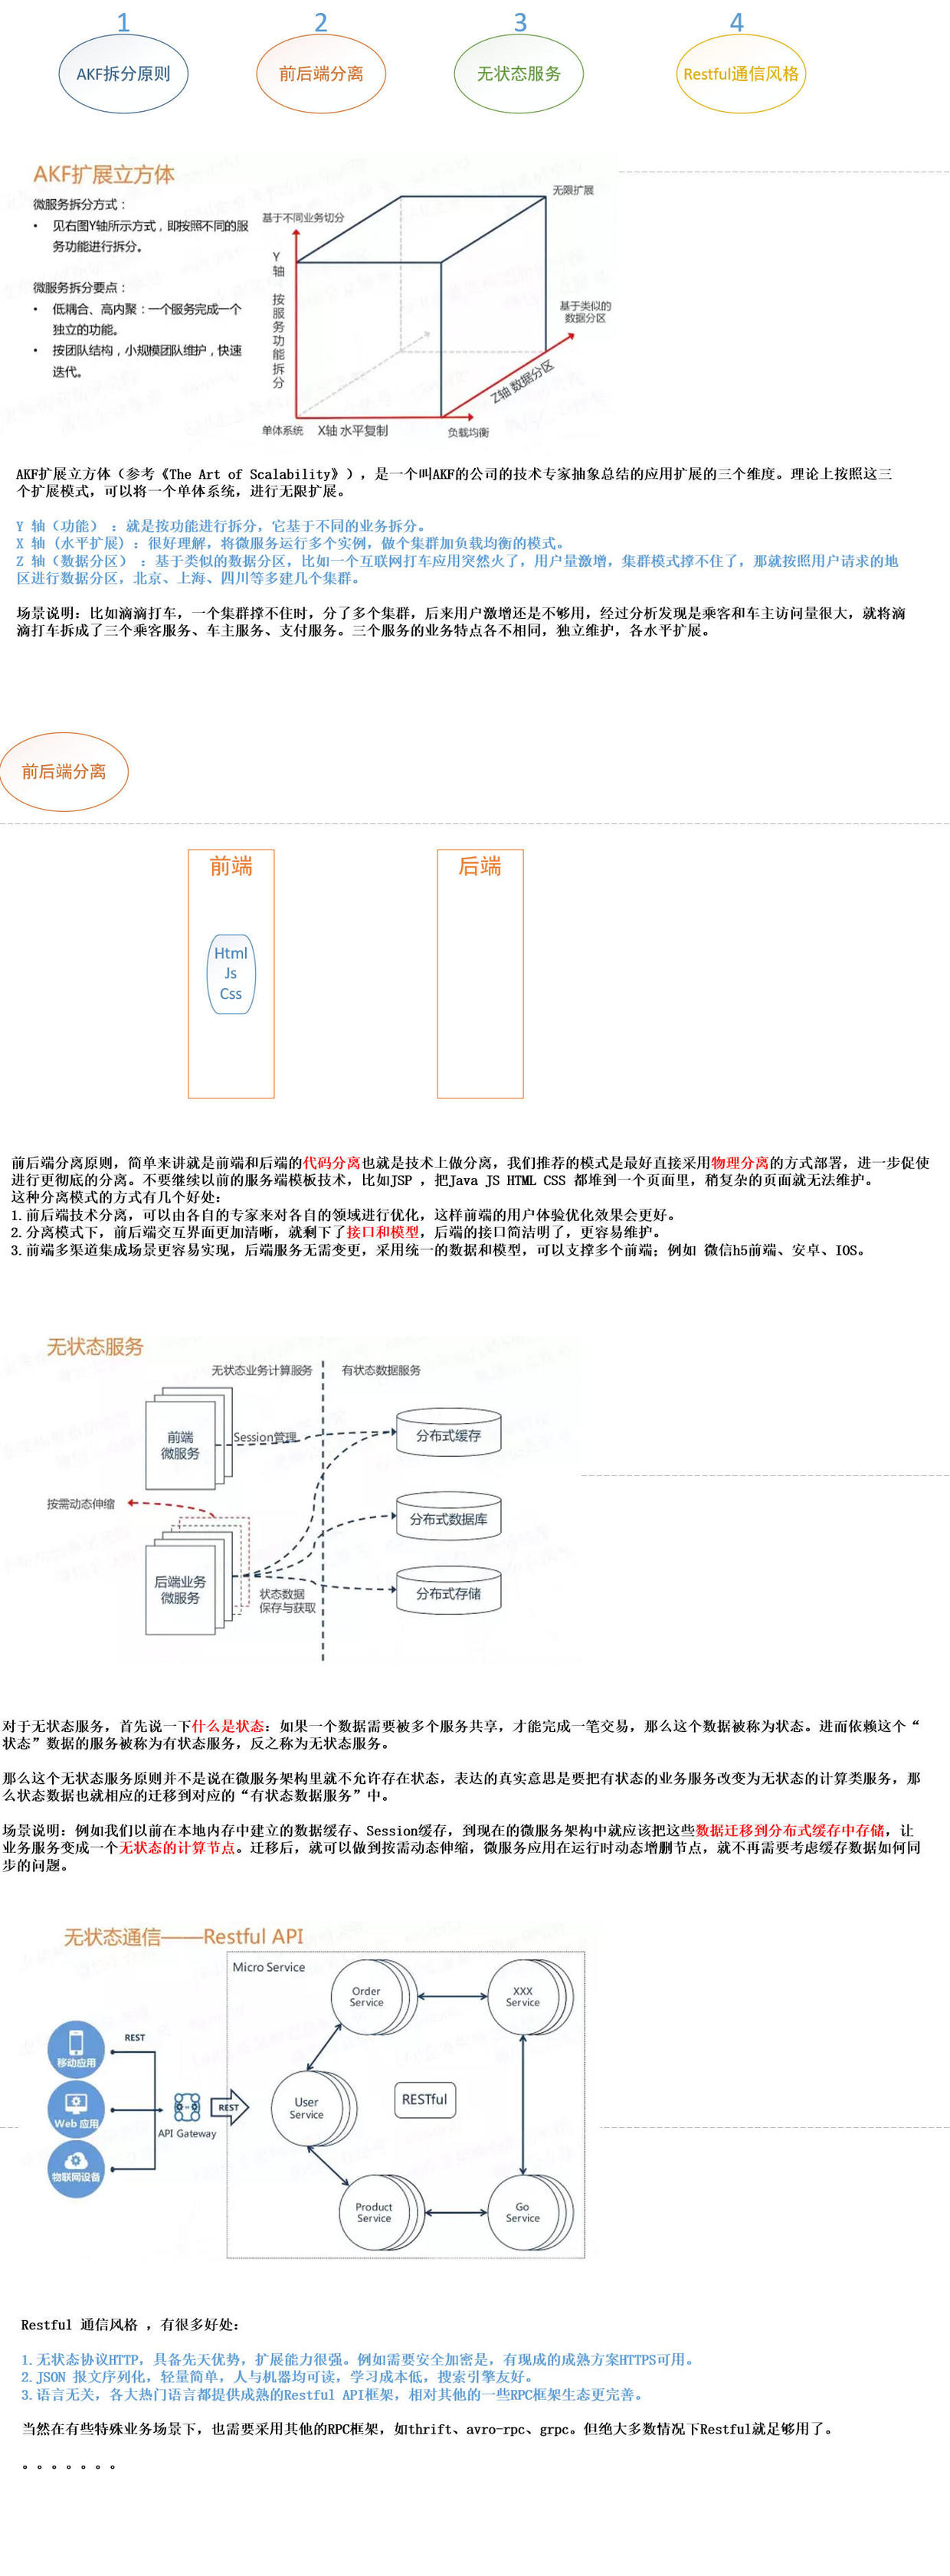 1
2
3
4
AKF拆分原则
前后端分离
无状态服务
Restful通信风格
AKF扩展立方体
微服务拆分方式：
• 见右图Y轴所示方式，即按照不同的服
务功能进行拆分。
微服务拆分要点：
• 低耦合、高内聚：一个服务完成一个
独立的功能。
• 按团队结构，小规模团队维护，快速
迭代。
无限扩展
基于不同业务切分
Y轴 按服务功能拆分
基于类似的
数据分区
Z轴 数据分区
单体系统
X轴 水平复制
负载均衡
AKF扩展立方体（参考《The Art of Scalability》），是一个叫AKF的公司的技术专家抽象总结的应用扩展的三个维度。理论上按照这三
个扩展模式，可以将一个单体系统，进行无限扩展。
Y 轴（功能）：就是按功能进行拆分，它基于不同的业务拆分。
X 轴（水平扩展）：很好理解，将微服务运行多个实例，做个集群加负载均衡的模式。
Z 轴（数据分区）：基于类似的数据分区，比如一个互联网打车应用突然火了，用户量激增，集群模式撑不住了，那就按照用户请求的地
区进行数据分区，北京、上海、四川等多建几个集群。
场景说明：比如滴滴打车，一个集群撑不住时，分了多个集群，后来用户激增还是不够用，经过分析发现是乘客和车主访问量很大，就将滴
滴打车拆成了三个乘客服务、车主服务、支付服务。三个服务的业务特点各不相同，独立维护，各水平扩展。
前后端分离
前端
后端
Html
Js
Css
前后端分离原则，简单来讲就是前端和后端的代码分离也就是技术上做分离，我们推荐的模式是最好直接采用物理分离的方式部署，进一步促使
进行更彻底的分离。不要继续以前的服务端模板技术，比如JSP ，把Java JS HTML CSS 都堆到一个页面里，稍复杂的页面就无法维护。
这种分离模式的方式有几个好处：
1.前后端技术分离，可以由各自的专家来对各自的领域进行优化，这样前端的用户体验优化效果会更好。
2.分离模式下，前后端交互界面更加清晰，就剩下了接口和模型，后端的接口简洁明了，更容易维护。
3.前端多渠道集成场景更容易实现，后端服务无需变更，采用统一的数据和模型，可以支撑多个前端；例如 微信h5前端、安卓、IOS。
无状态服务
无状态业务计算服务
有状态数据服务
前端
微服务
Session管理
分布式缓存
按需动态伸缩
分布式数据库
后端业务
微服务
状态数据
保存与获取
分布式存储
对于无状态服务，首先说一下什么是状态：如果一个数据需要被多个服务共享，才能完成一笔交易，那么这个数据被称为状态。进而依赖这个“
状态”数据的服务被称为有状态服务，反之称为无状态服务。
那么这个无状态服务原则并不是说在微服务架构里就不允许存在状态，表达的真实意思是要把有状态的业务服务改变为无状态的计算类服务，那
么状态数据也就相应的迁移到对应的“有状态数据服务”中。
场景说明：例如我们以前在本地内存中建立的数据缓存、Session缓存，到现在的微服务架构中就应该把这些数据迁移到分布式缓存中存储，让
业务服务变成一个无状态的计算节点。迁移后，就可以做到按需动态伸缩，微服务应用在运行时动态增删节点，就不再需要考虑缓存数据如何同
步的问题。
无状态通信——Restful API
Micro Service
Order
Service
XXX
Service
REST
移动应用
Web 应用
物联网设备
API Gateway
REST
User
Service
RESTful
Product
Service
Go
Service
Restful 通信风格 ，有很多好处：
1.无状态协议HTTP，具备先天优势，扩展能力很强。例如需要安全加密是，有现成的成熟方案HTTPS可用。
2.JSON 报文序列化，轻量简单，人与机器均可读，学习成本低，搜索引擎友好。
3.语言无关，各大热门语言都提供成熟的Restful API框架，相对其他的一些RPC框架生态更完善。
当然在有些特殊业务场景下，也需要采用其他的RPC框架，如thrift、avro-rpc、grpc。但绝大多数情况下Restful就足够用了。
。。。。。。。